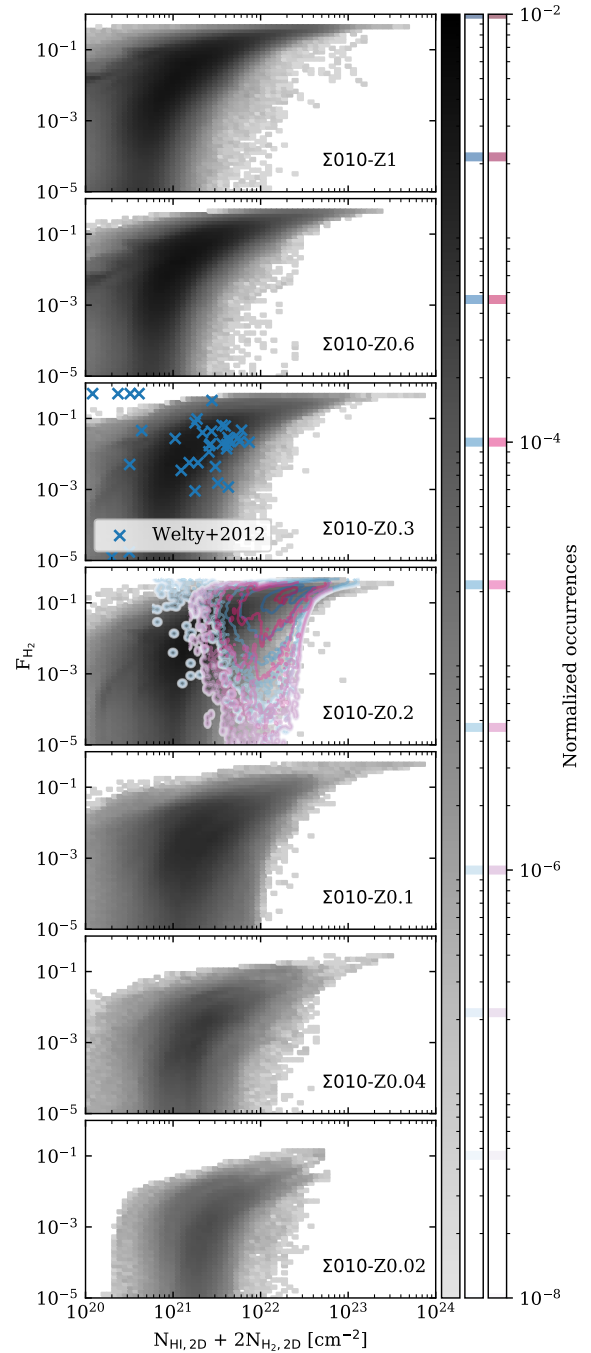 10⁻¹
10⁻³
10⁻⁵
Σ010-Z1
10⁻¹
10⁻³
10⁻⁵
Σ010-Z0.6
10⁻¹
10⁻³
10⁻⁵
Welty+2012
Σ010-Z0.3
10⁻¹
10⁻³
10⁻⁵
F_H₂
Σ010-Z0.2
10⁻¹
10⁻³
10⁻⁵
Σ010-Z0.1
10⁻¹
10⁻³
10⁻⁵
Σ010-Z0.04
10⁻¹
10⁻³
10⁻⁵
Σ010-Z0.02
10²⁰ 10²¹ 10²² 10²³ 10²⁴
N_HI, 2D + 2N_H₂, 2D [cm⁻²]
10⁻²
10⁻⁴
10⁻⁶
10⁻⁸
Normalized occurrences